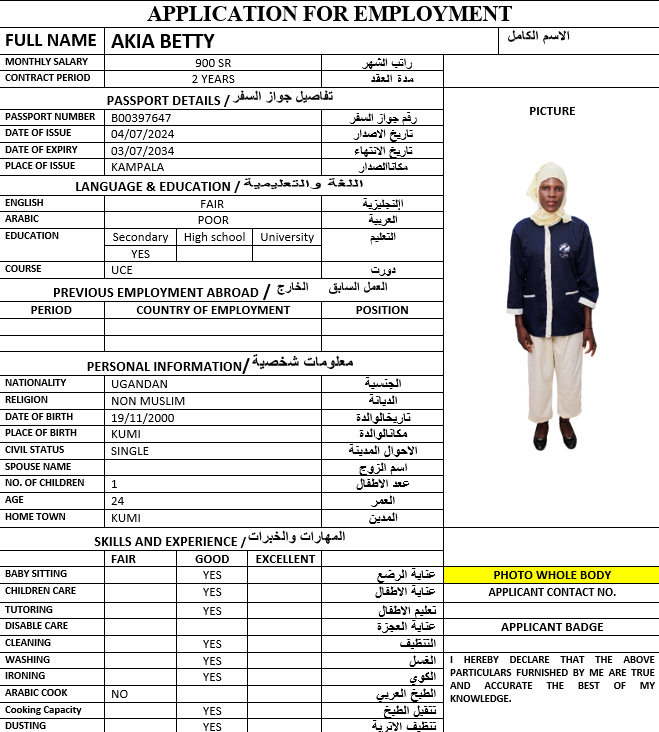 APPLICATION FOR EMPLOYMENT
FULL NAME AKIA BETTY الاسم الكامل
MONTHLY SALARY 900 SR راتب الشهر
CONTRACT PERIOD 2 YEARS مدة العقد
PASSPORT DETAILS / تفاصيل جواز السفر
PICTURE
PASSPORT NUMBER B00397647 رقم جواز السفر
DATE OF ISSUE 04/07/2024 تاريخ الاصدار
DATE OF EXPIRY 03/07/2034 تاريخ الانتهاء
PLACE OF ISSUE KAMPALA مكاناالصدار
LANGUAGE & EDUCATION / اللغة والتعليمية
ENGLISH FAIR اإلنجليزية
ARABIC POOR العربية
EDUCATION Secondary High school University التعليم
YES
COURSE UCE دورت
PREVIOUS EMPLOYMENT ABROAD / العمل السابق الخارج
PERIOD COUNTRY OF EMPLOYMENT POSITION
PERSONAL INFORMATION/ معلومات شخصية
NATIONALITY UGANDAN الجنسية
RELIGION NON MUSLIM الديانة
DATE OF BIRTH 19/11/2000 تاريخالوالدة
PLACE OF BIRTH KUMI مكانالوالدة
CIVIL STATUS SINGLE الاحوال المدينة
SPOUSE NAME اسم الزوج
NO. OF CHILDREN 1 عدد الاطفال
AGE 24 العمر
HOME TOWN KUMI المدين
SKILLS AND EXPERIENCE / المهارات والخبرات
FAIR GOOD EXCELLENT
BABY SITTING YES عناية الرضع
PHOTO WHOLE BODY
CHILDREN CARE YES عناية الاطفال
APPLICANT CONTACT NO.
TUTORING YES تعليم الاطفال
DISABLE CARE عناية العجزة
APPLICANT BADGE
CLEANING YES التنظيف
WASHING YES الغسل
IRONING YES الكوي
ARABIC COOK NO الطبخ العربي
Cooking Capacity YES تتقيل الطبخ
DUSTING YES تنظيف الاتربة
I HEREBY DECLARE THAT THE ABOVE
PARTICULARS FURNISHED BY ME ARE TRUE
AND ACCURATE THE BEST OF MY
KNOWLEDGE.